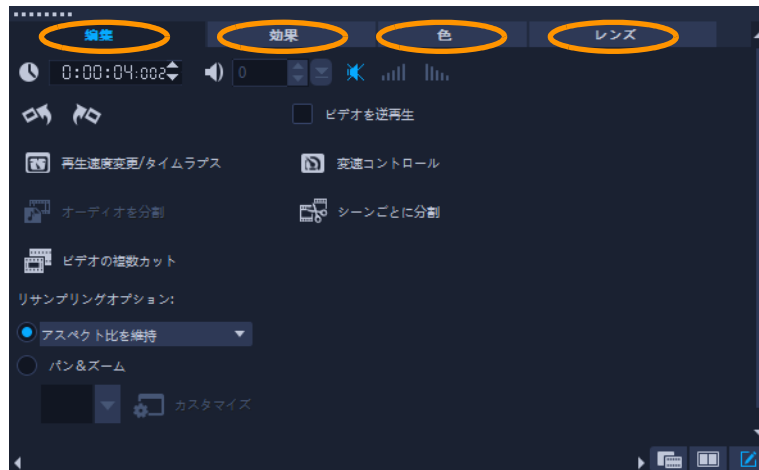 編集 効果 色 レンズ
0:00:04:002 0
ビデオを逆再生
再生速度変更/タイムラプス 変速コントロール
オーディオを分割 シーンごとに分割
ビデオの複数カット
リサンプリングオプション:
アスペクト比を維持
パン&ズーム
カスタマイズ